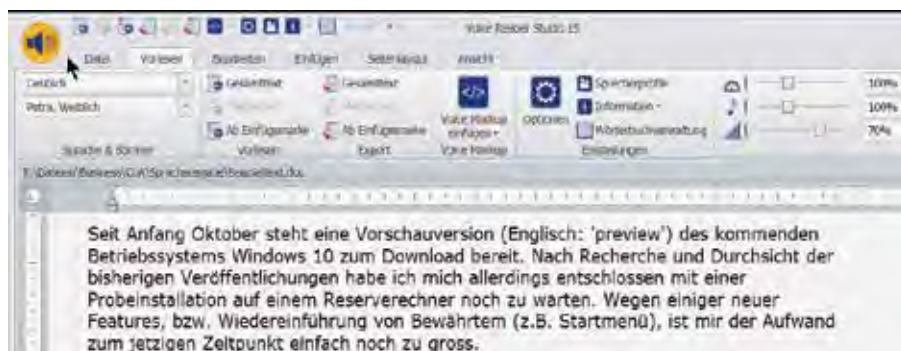 Voice Reader Studio 15
Datei Vorlesen Bearbeiten Einfügen Seitenlayout Ansicht
Deutsch
Petra, Weiblich
Gesamttext
Gesamttext
Ab Einfügemarke
Ab Einfügemarke
Voice Markup
einfügen
Optionen
Sprecherprofile
Information
Wörterbuchverwaltung
100%
100%
70%
Sprache & Stimme
Vorlesen
Export
Voice Markup
Einstellungen
Seit Anfang Oktober steht eine Vorschauversion (Englisch: 'preview') des kommenden
Betriebssystems Windows 10 zum Download bereit. Nach Recherche und Durchsicht der
bisherigen Veröffentlichungen habe ich mich allerdings entschlossen mit einer
Probeinstallation auf einem Reserverechner noch zu warten. Wegen einiger neuer
Features, bzw. Wiedereinführung von Bewährtem (z.B. Startmenü), ist mir der Aufwand
zum jetzigen Zeitpunkt einfach noch zu gross.